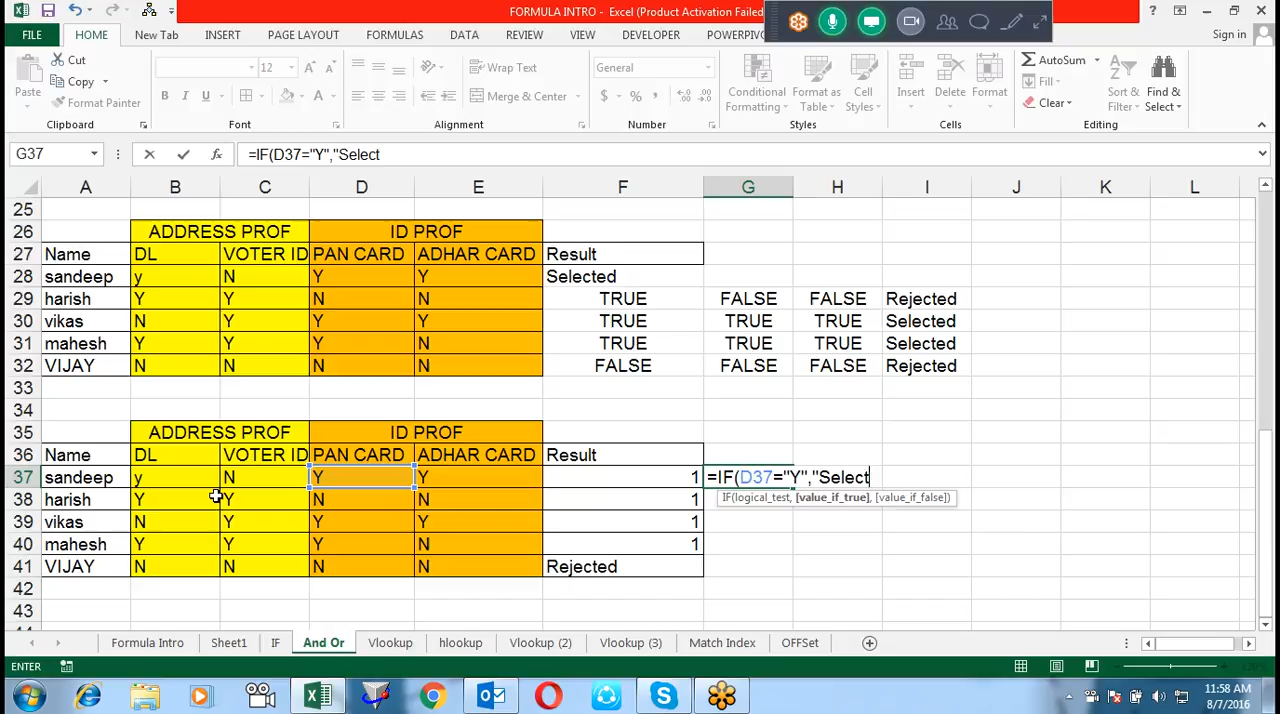 FORMULA INTRO - Excel (Product Activation Failed)
FILE HOME New Tab INSERT PAGE LAYOUT FORMULAS DATA REVIEW VIEW DEVELOPER POWERPIVOT Sign in
Paste Cut Copy Format Painter Clipboard
12 B I U Font
Wrap Text Merge & Center Alignment
General $ % , Number
Conditional Formatting Format as Table Cell Styles Styles
Insert Delete Format Cells
AutoSum Fill Clear Sort & Filter Find & Select Editing
G37 fx =IF(D37="Y","Select
A B C D E F G H I J K L
25
26 ADDRESS PROF ID PROF
27 Name DL VOTER ID PAN CARD ADHAR CARD Result
28 sandeep y N Y Y Selected
29 harish Y Y N N TRUE FALSE FALSE Rejected
30 vikas N Y Y Y TRUE TRUE TRUE Selected
31 mahesh Y Y Y N TRUE TRUE TRUE Selected
32 VIJAY N N N N FALSE FALSE FALSE Rejected
33
34
35 ADDRESS PROF ID PROF
36 Name DL VOTER ID PAN CARD ADHAR CARD Result
37 sandeep y N Y Y 1 =IF(D37="Y","Select
IF(logical_test, [value_if_true], [value_if_false])
38 harish Y Y N N 1
39 vikas N Y Y Y 1
40 mahesh Y Y Y N 1
41 VIJAY N N N N Rejected
42
43
Formula Intro Sheet1 IF And Or Vlookup hlookup Vlookup (2) Vlookup (3) Match Index OFFSet
ENTER
11:58 AM
8/7/2016